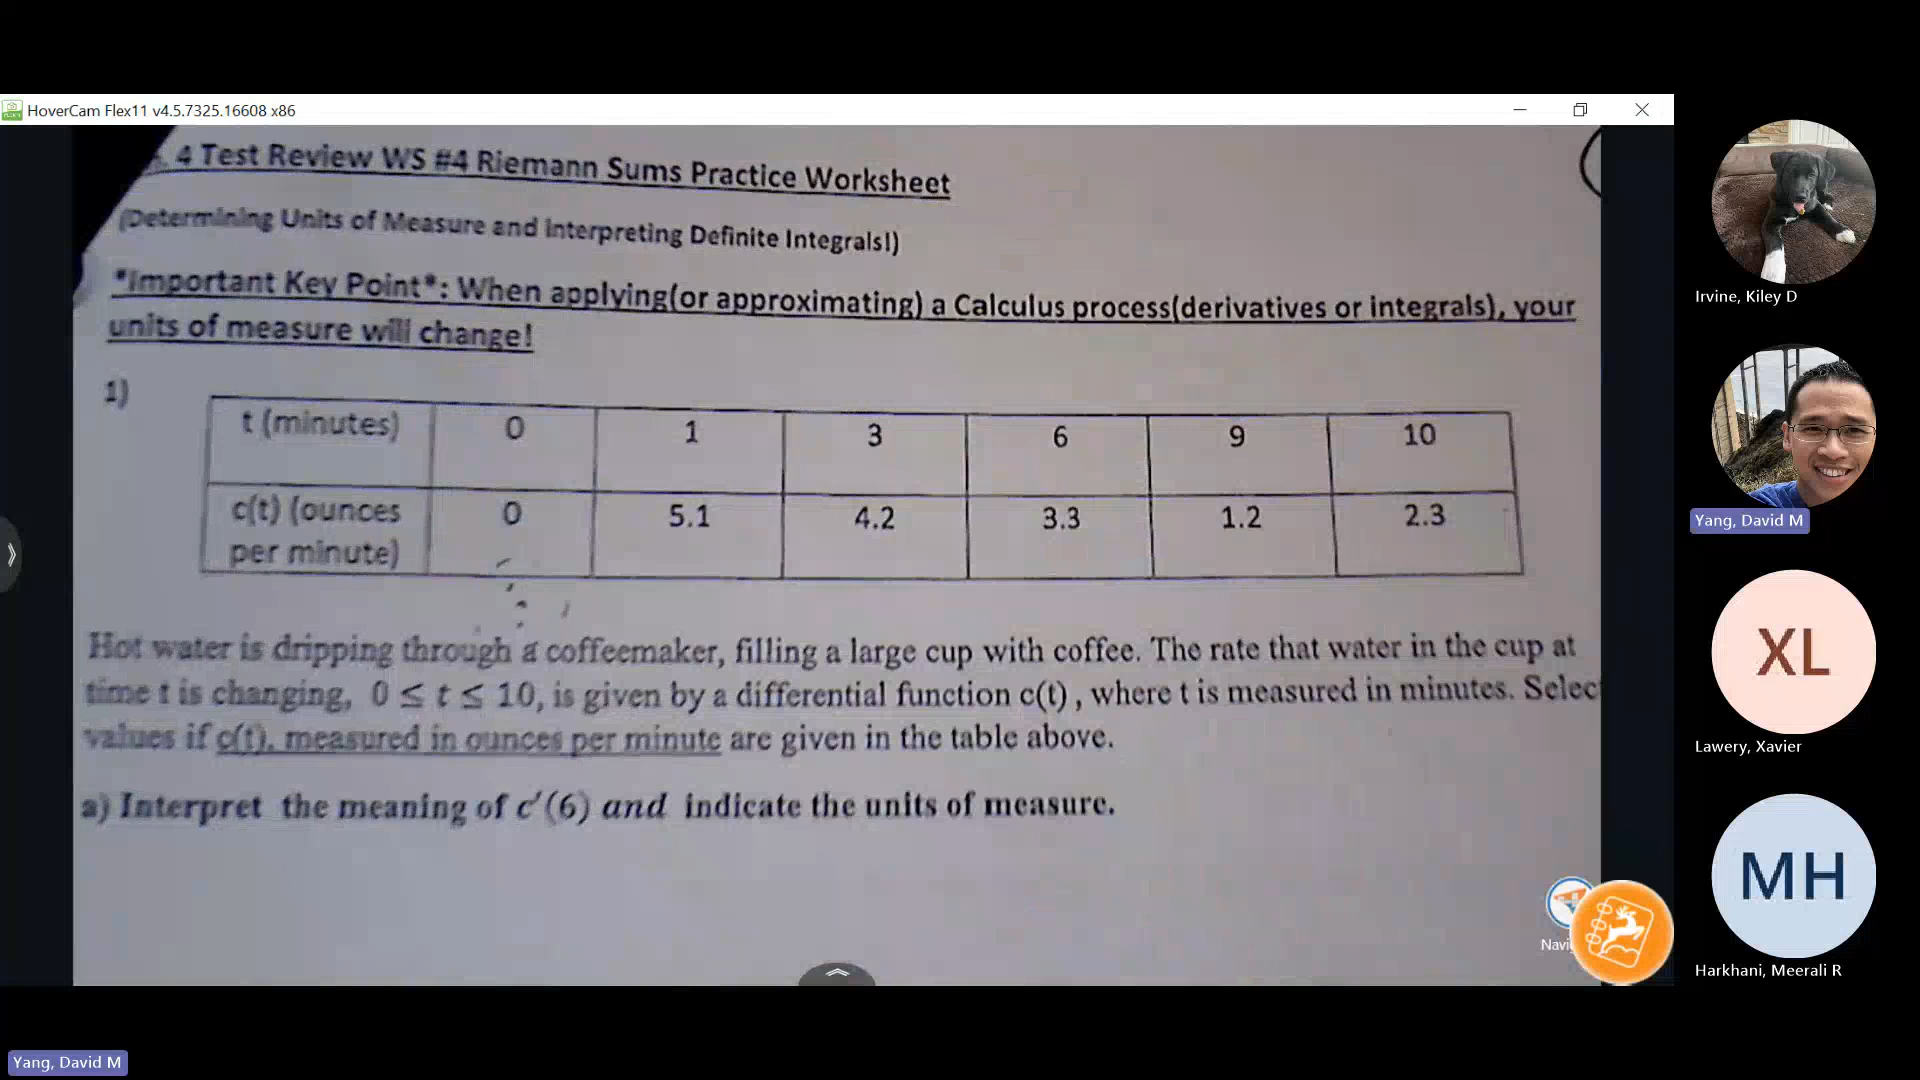 HoverCam Flex11 v4.5.7325.16608 x86
4 Test Review WS #4 Riemann Sums Practice Worksheet
(Determining Units of Measure and Interpreting Definite Integrals!)
*Important Key Point*: When applying(or approximating) a Calculus process(derivatives or integrals), your
units of measure will change!
1)
t (minutes) 0 1 3 6 9 10
c(t) (ounces
per minute) 0 5.1 4.2 3.3 1.2 2.3
Hot water is dripping through a coffeemaker, filling a large cup with coffee. The rate that water in the cup at
time t is changing, 0 ≤ t ≤ 10, is given by a differential function c(t) , where t is measured in minutes. Selec
values if c(t), measured in ounces per minute are given in the table above.
a) Interpret the meaning of c′(6) and indicate the units of measure.
Navi
Irvine, Kiley D
Yang, David M
XL
Lawery, Xavier
MH
Harkhani, Meerali R
Yang, David M